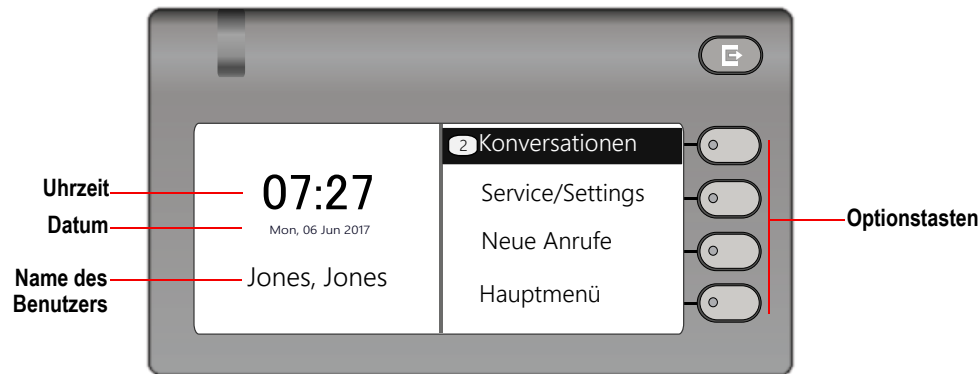 Uhrzeit
Datum
Name des
Benutzers
07:27
Mon, 06 Jun 2017
Jones, Jones
2 Konversationen
Service/Settings
Neue Anrufe
Hauptmenü
Optionstasten